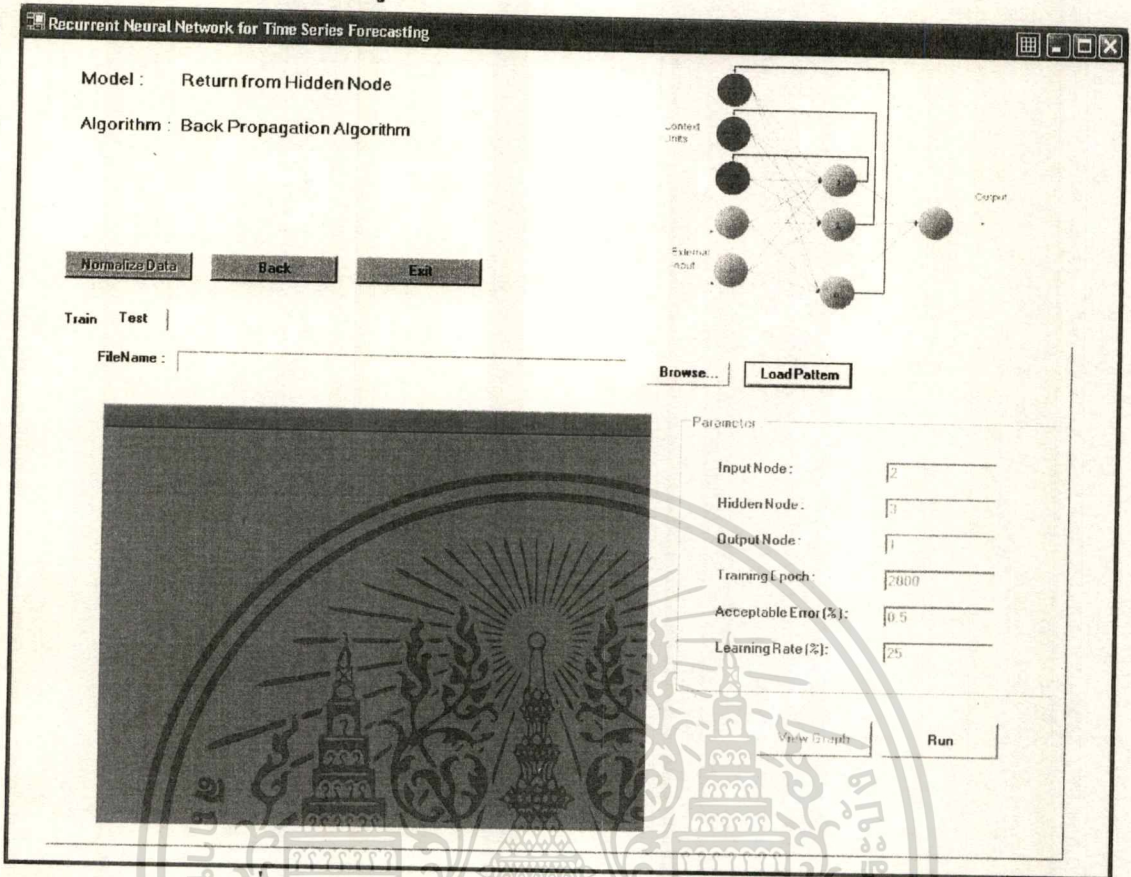 Recurrent Neural Network for Time Series Forecasting
Model : Return from Hidden Node
Algorithm : Back Propagation Algorithm
Context
Units
Output
External
Input
Normalize Data Back Exit
Train Test
FileName :
Browse... Load Pattern
Parameter
Input Node : 2
Hidden Node : 3
Output Node : 1
Training Epoch : 2000
Acceptable Error (%) : 0.5
Learning Rate (%): 25
View Graph Run